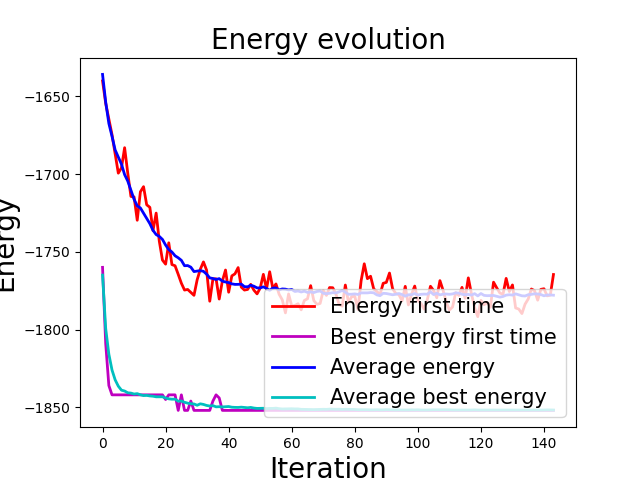 Energy evolution
Energy
−1650
−1700
−1750
−1800
−1850
0 20 40 60 80 100 120 140
Iteration
Energy first time
Best energy first time
Average energy
Average best energy